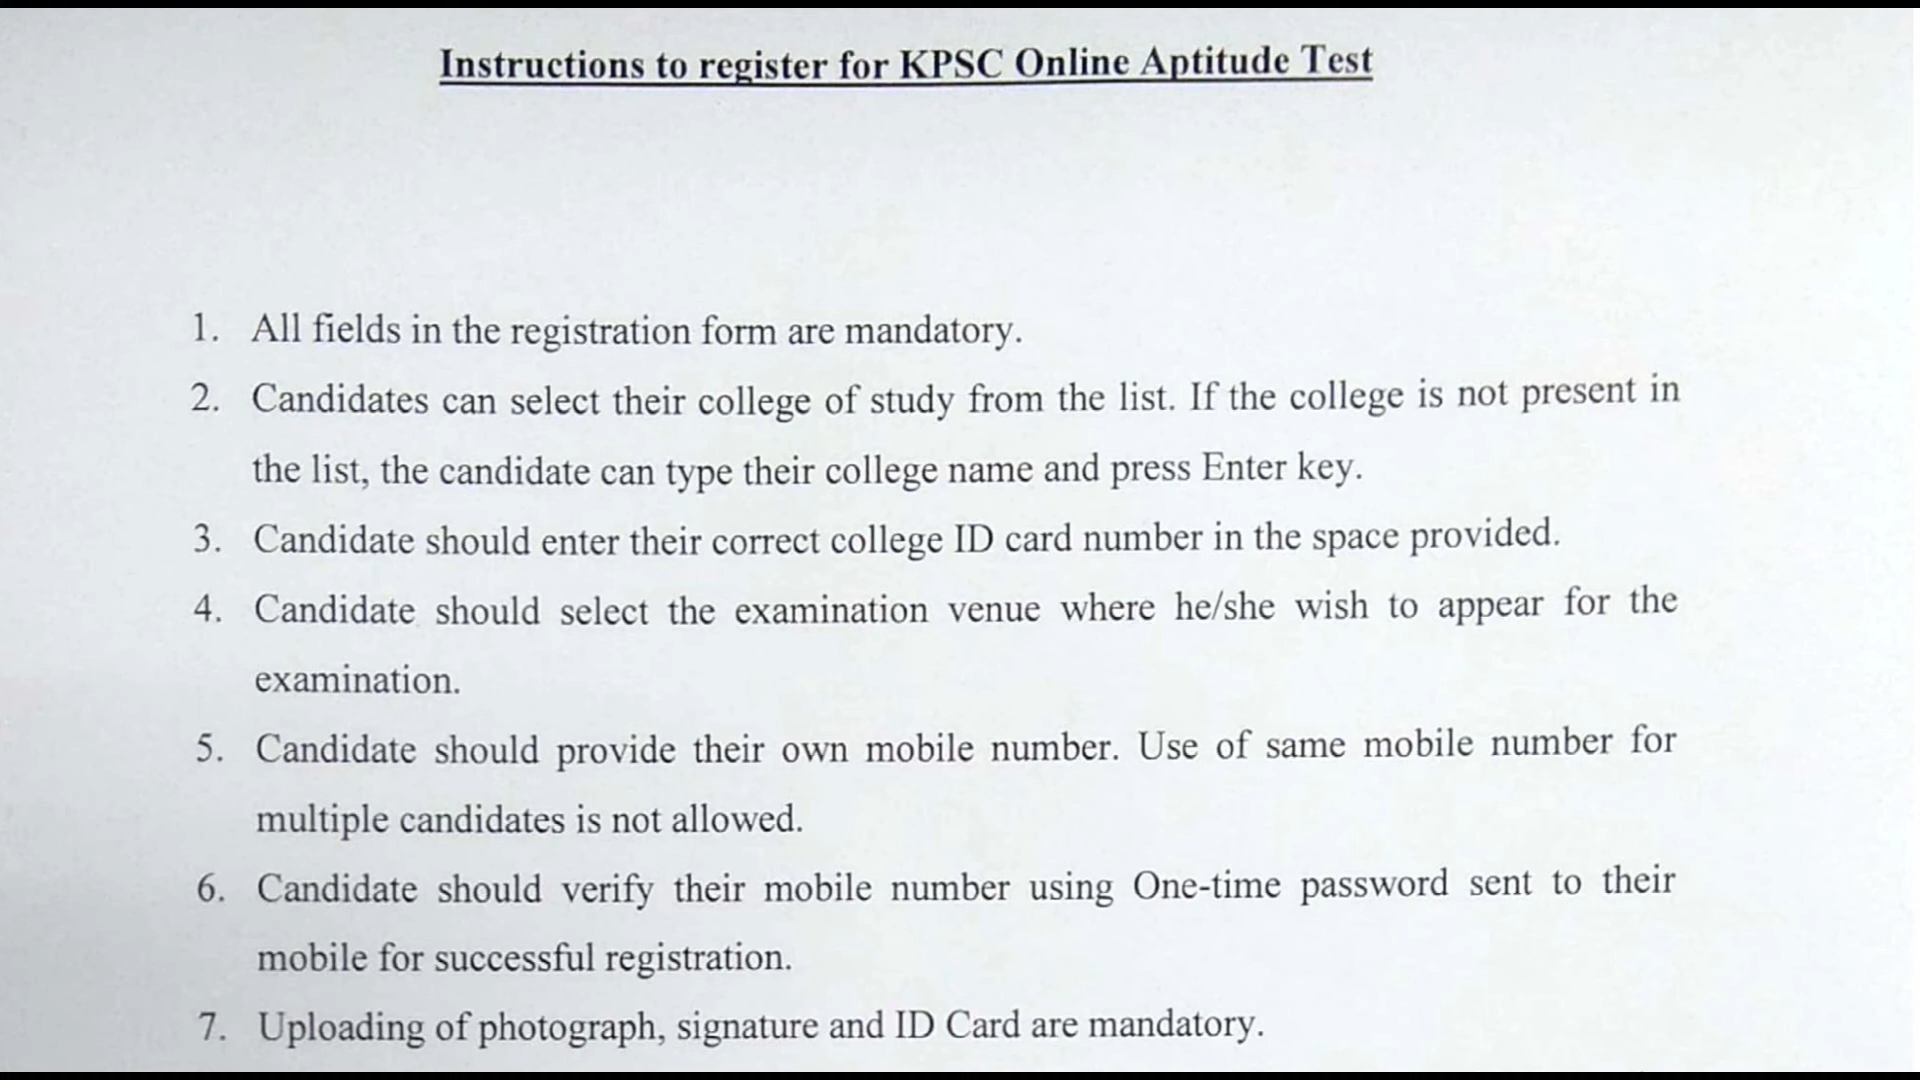 Instructions to register for KPSC Online Aptitude Test
1. All fields in the registration form are mandatory.
2. Candidates can select their college of study from the list. If the college is not present in
the list, the candidate can type their college name and press Enter key.
3. Candidate should enter their correct college ID card number in the space provided.
4. Candidate should select the examination venue where he/she wish to appear for the
examination.
5. Candidate should provide their own mobile number. Use of same mobile number for
multiple candidates is not allowed.
6. Candidate should verify their mobile number using One-time password sent to their
mobile for successful registration.
7. Uploading of photograph, signature and ID Card are mandatory.